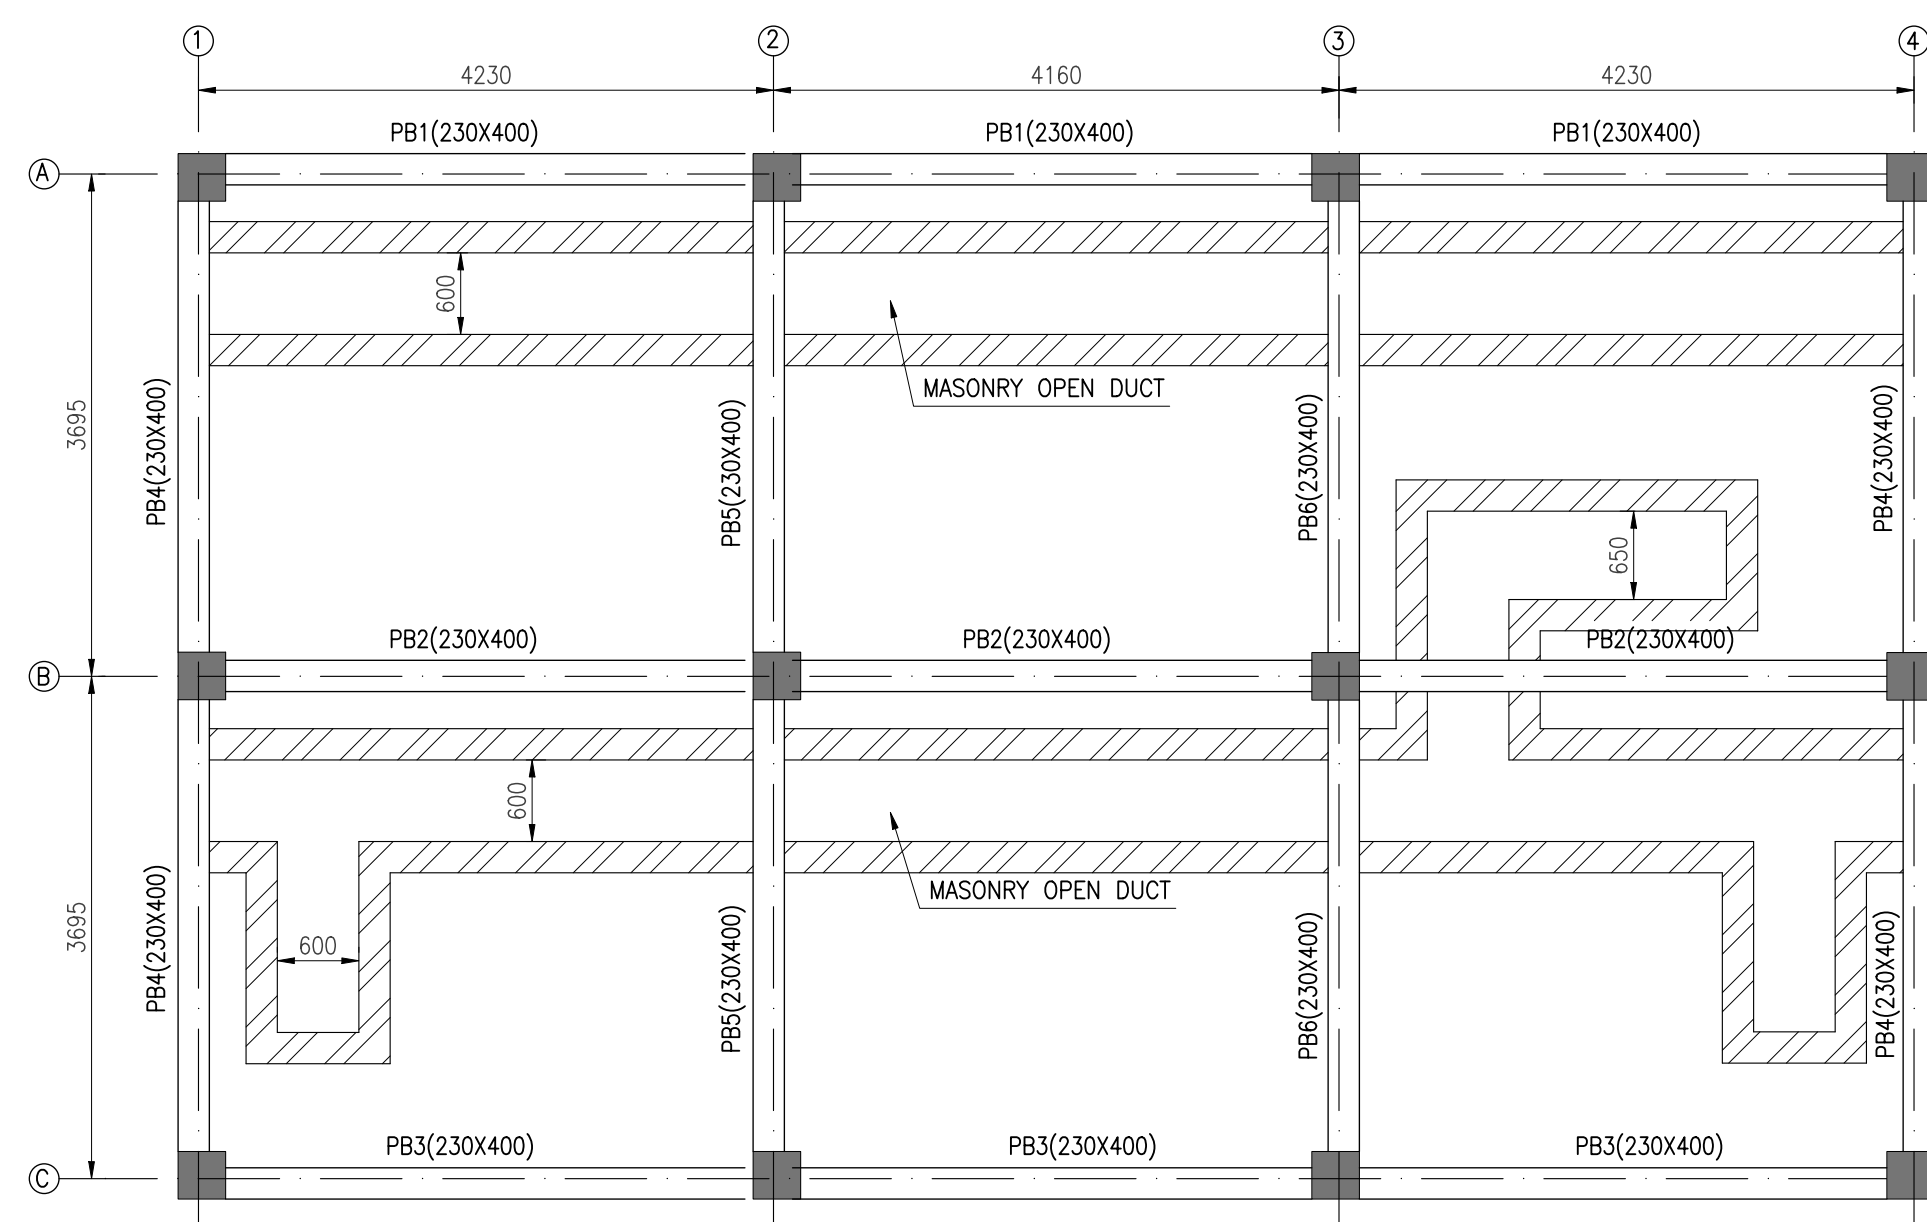 1 2 3 4
4230 4160 4230
PB1(230X400) PB1(230X400) PB1(230X400)
A
600
MASONRY OPEN DUCT
3695
PB4(230X400) PB5(230X400) PB6(230X400) PB4(230X400)
650
PB2(230X400) PB2(230X400) PB2(230X400)
B
600
MASONRY OPEN DUCT
3695
PB4(230X400) PB5(230X400) PB6(230X400) PB4(230X400)
600
PB3(230X400) PB3(230X400) PB3(230X400)
C